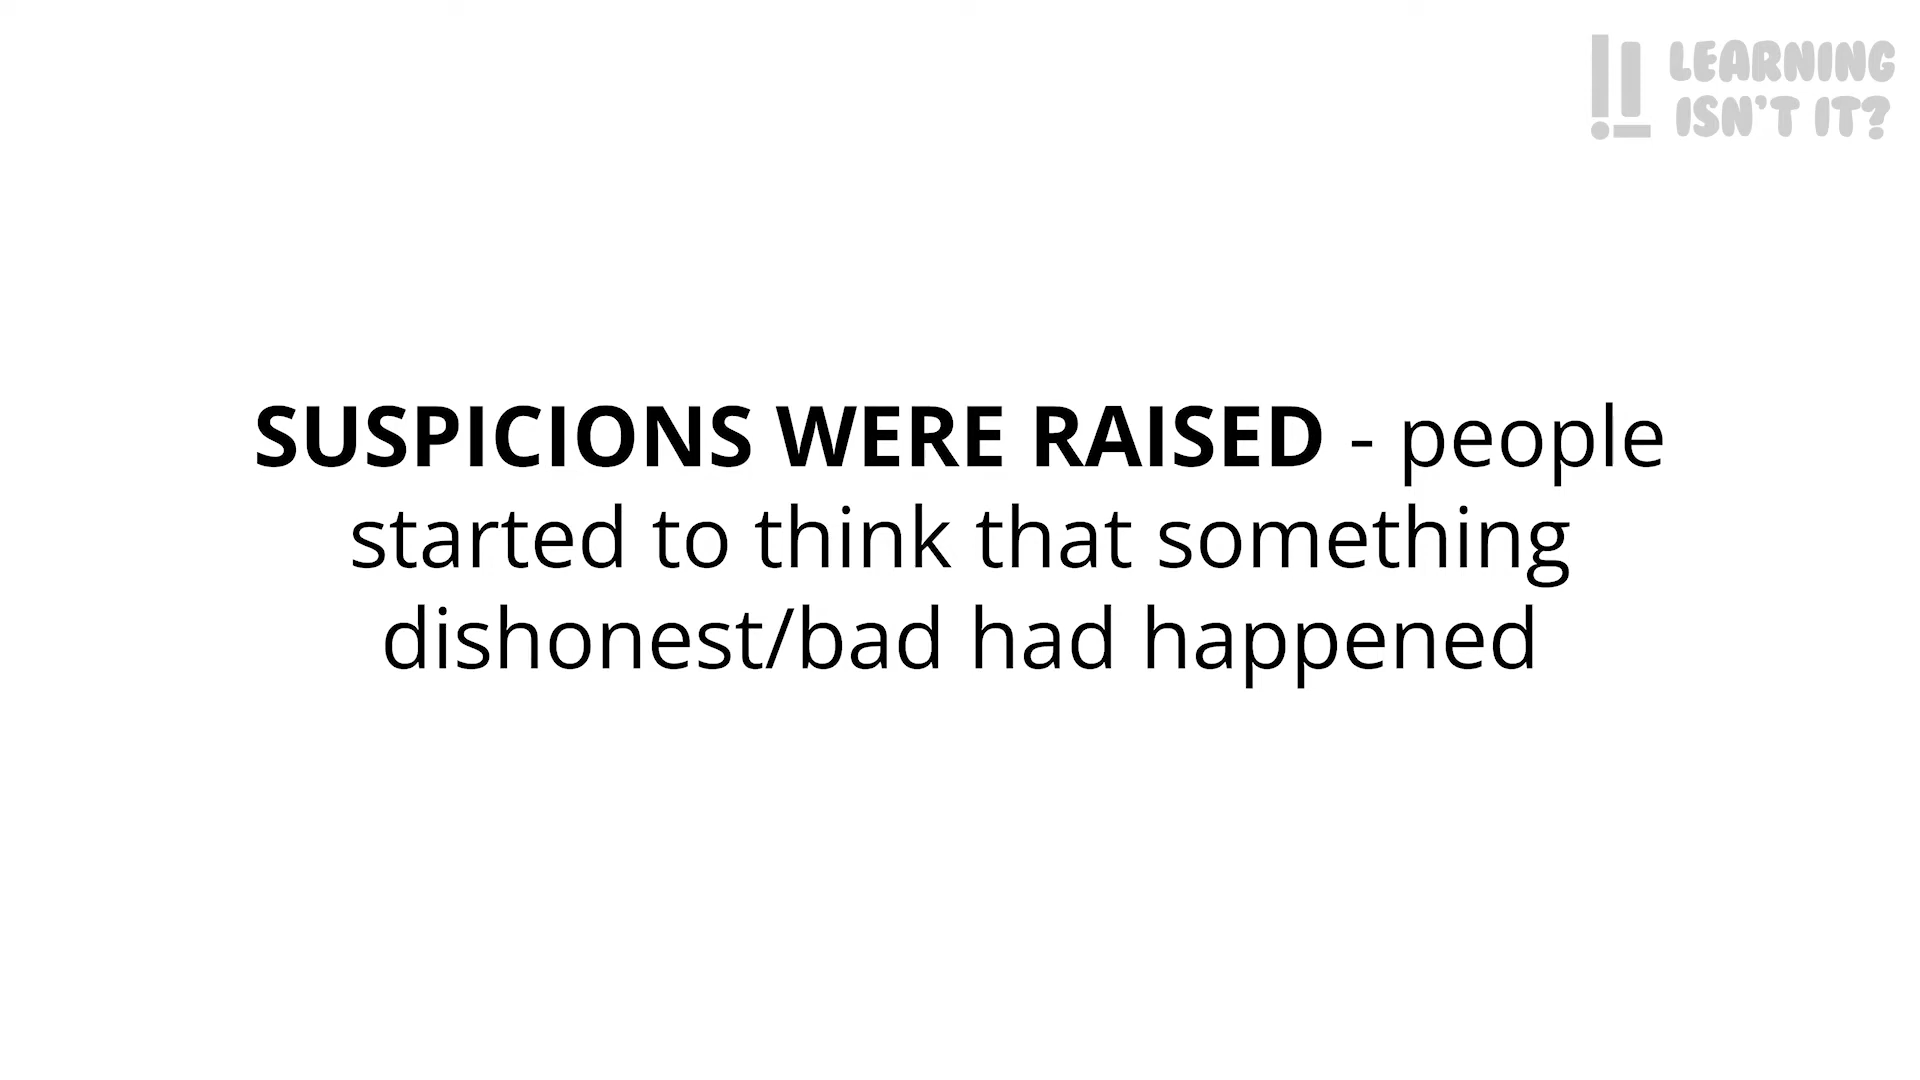 LEARNING
ISN'T IT?
SUSPICIONS WERE RAISED - people
started to think that something
dishonest/bad had happened